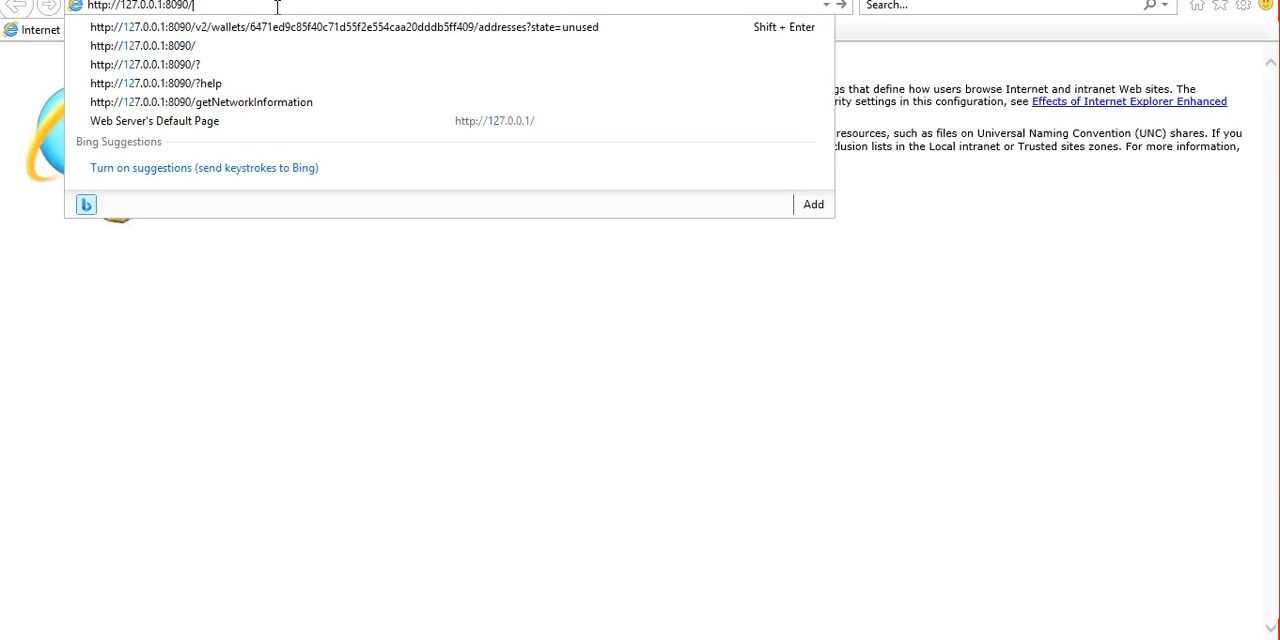 http://127.0.0.1:8090/
Search...
Internet
http://127.0.0.1:8090/v2/wallets/6471ed9c85f40c71d55f2e554caa20dddb5ff409/addresses?state=unused Shift + Enter
http://127.0.0.1:8090/
http://127.0.0.1:8090/?
http://127.0.0.1:8090/?help
http://127.0.0.1:8090/getNetworkInformation
Web Server's Default Page http://127.0.0.1/
Bing Suggestions
Turn on suggestions (send keystrokes to Bing)
Add
gs that define how users browse Internet and intranet Web sites. The
rity settings in this configuration, see Effects of Internet Explorer Enhanced
resources, such as files on Universal Naming Convention (UNC) shares. If you
clusion lists in the Local intranet or Trusted sites zones. For more information,